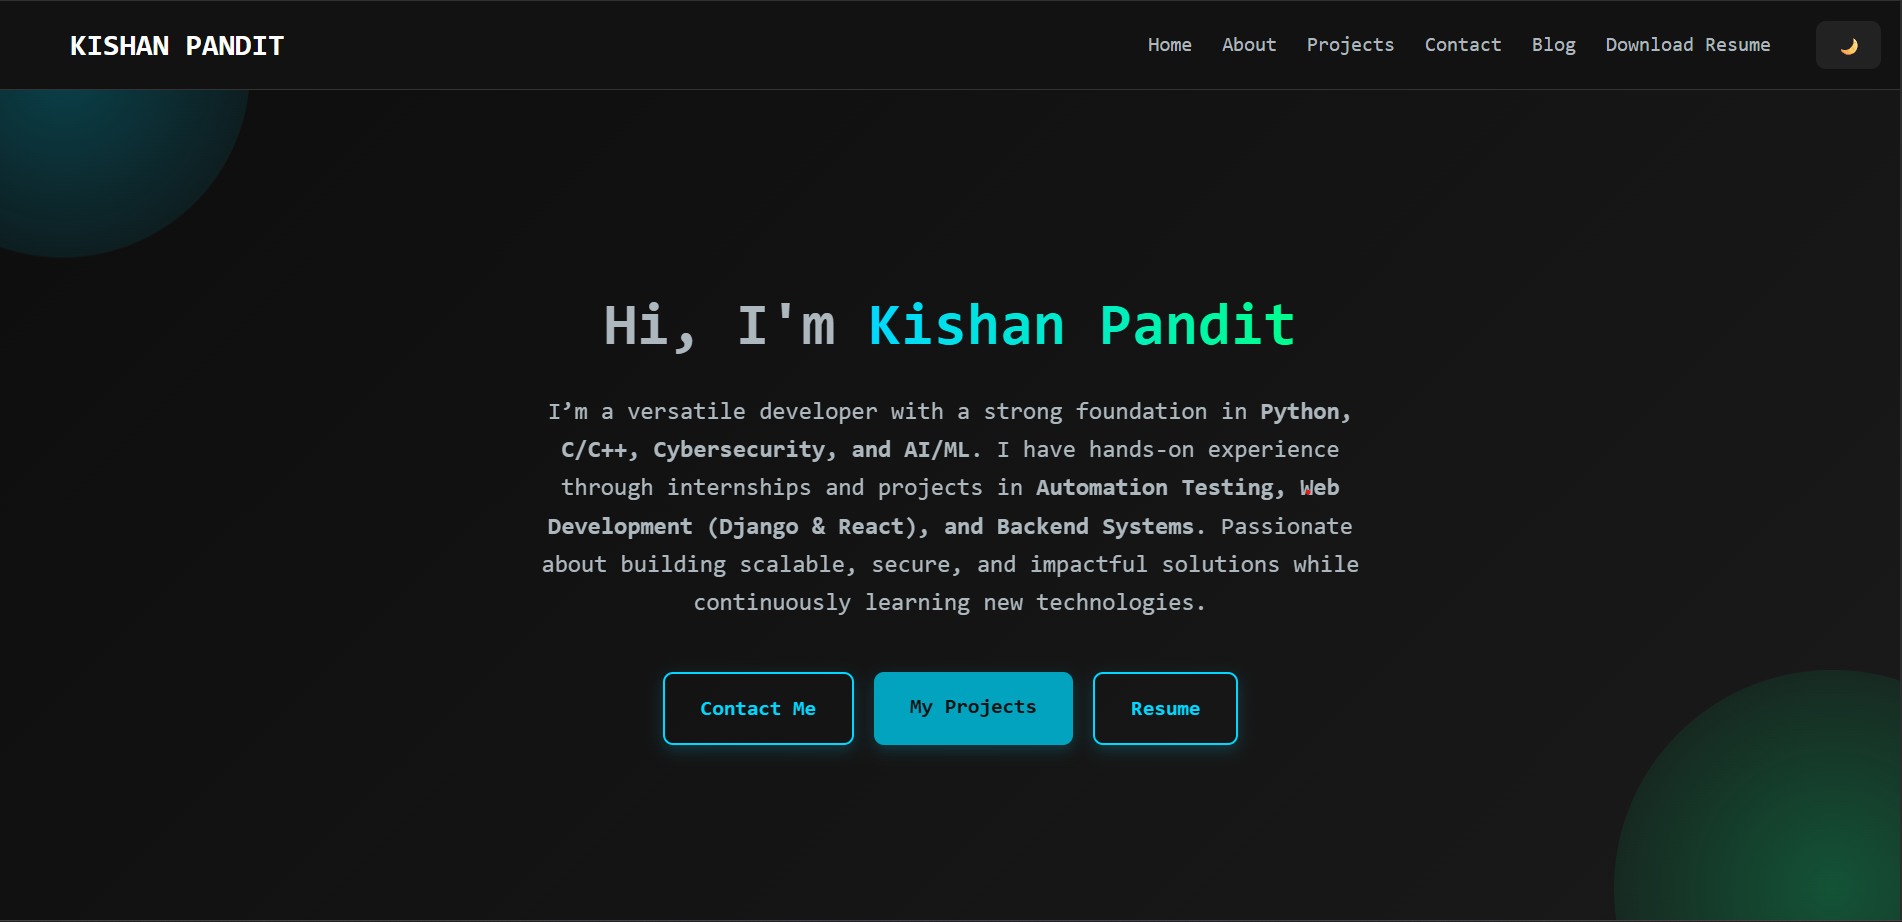 KISHAN PANDIT
Home About Projects Contact Blog Download Resume
Hi, I'm Kishan Pandit
I’m a versatile developer with a strong foundation in Python,
C/C++, Cybersecurity, and AI/ML. I have hands-on experience
through internships and projects in Automation Testing, Web
Development (Django & React), and Backend Systems. Passionate
about building scalable, secure, and impactful solutions while
continuously learning new technologies.
Contact Me My Projects Resume